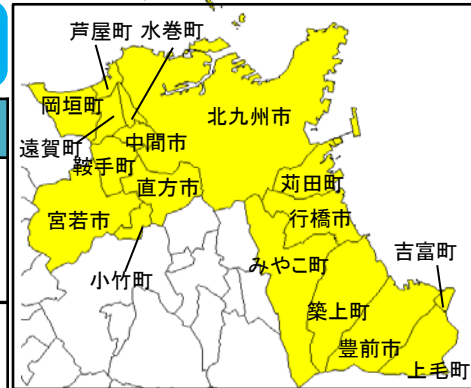 芦屋町
水巻町
岡垣町
北九州市
遠賀町
中間市
鞍手町
直方市
苅田町
宮若市
行橋市
小竹町
みやこ町
吉富町
築上町
豊前市
上毛町